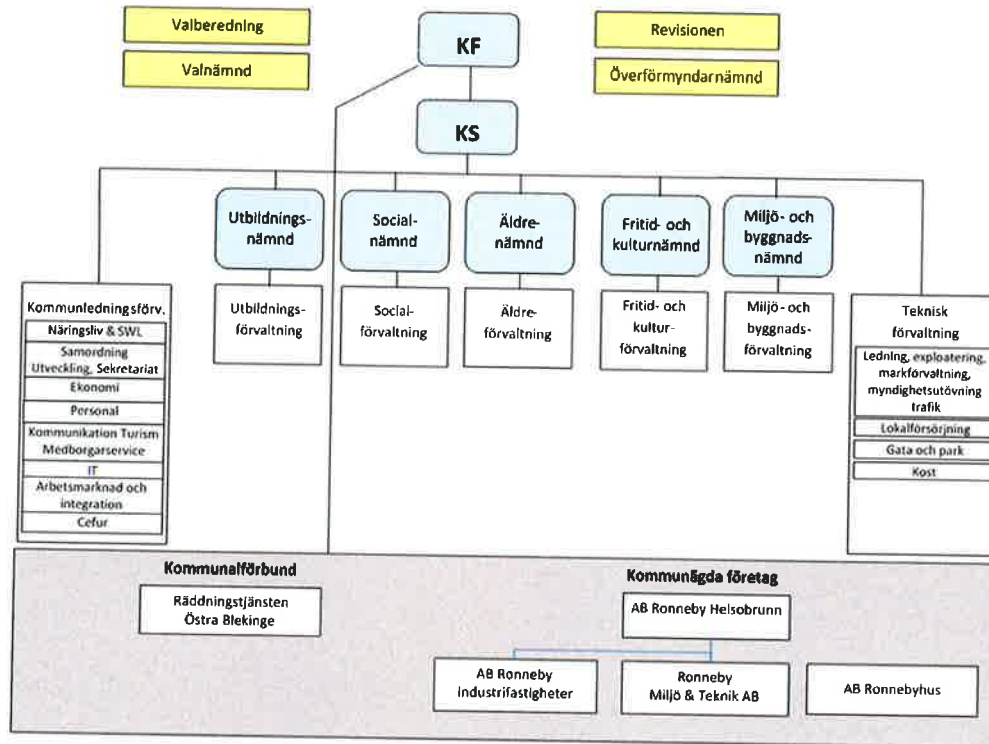 Valberedning
Valnämnd
KF
Revisionen
Överförmyndarnämnd
KS
Utbildnings-
nämnd
Social-
nämnd
Äldre-
nämnd
Fritid- och
kulturnämnd
Miljö- och
byggnads-
nämnd
Kommunledningsförv.
Näringsliv & SWL
Samordning
Utveckling, Sekretariat
Ekonomi
Personal
Kommunikation Turism
Medborgarservice
IT
Arbetsmarknad och
integration
Cefur
Utbildnings-
förvaltning
Social-
förvaltning
Äldre-
förvaltning
Fritid- och
kultur-
förvaltning
Miljö- och
byggnads-
förvaltning
Teknisk
förvaltning
Ledning, exploatering,
markförvaltning,
myndighetsutövning
trafik
Lokalförsörjning
Gata och park
Kost
Kommunalförbund
Räddningstjänsten
Östra Blekinge
Kommunägda företag
AB Ronneby Helsobrunn
AB Ronneby
industrifastigheter
Ronneby
Miljö & Teknik AB
AB Ronnebyhus